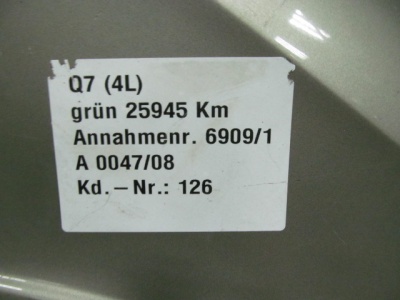 Q7 (4L)
grün 25945 Km
Annahmenr. 6909/1
A 0047/08
Kd.–Nr.: 126